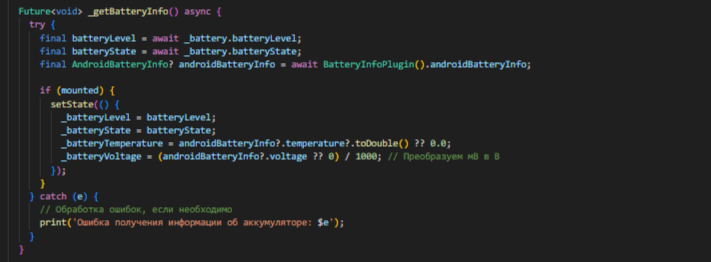 Future<void> _getBatteryInfo() async {
try {
final batteryLevel = await _battery.batteryLevel;
final batteryState = await _battery.batteryState;
final AndroidBatteryInfo? androidBatteryInfo = await BatteryInfoPlugin().androidBatteryInfo;
if (mounted) {
setState(() {
_batteryLevel = batteryLevel;
_batteryState = batteryState;
_batteryTemperature = androidBatteryInfo?.temperature?.toDouble() ?? 0.0;
_batteryVoltage = (androidBatteryInfo?.voltage ?? 0) / 1000; // Преобразуем мВ в В
});
}
} catch (e) {
// Обработка ошибок, если необходимо
print('Ошибка получения информации об аккумуляторе: $e');
}
}